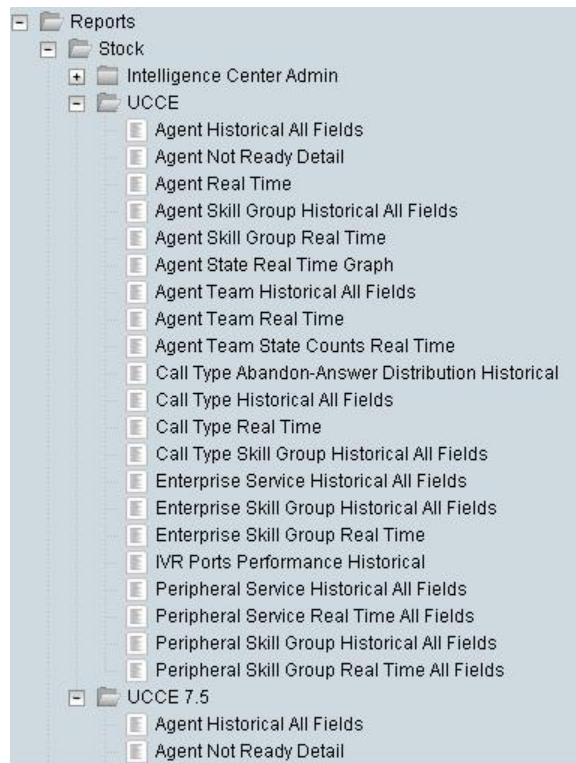 Reports
Stock
Intelligence Center Admin
UCCE
Agent Historical All Fields
Agent Not Ready Detail
Agent Real Time
Agent Skill Group Historical All Fields
Agent Skill Group Real Time
Agent State Real Time Graph
Agent Team Historical All Fields
Agent Team Real Time
Agent Team State Counts Real Time
Call Type Abandon-Answer Distribution Historical
Call Type Historical All Fields
Call Type Real Time
Call Type Skill Group Historical All Fields
Enterprise Service Historical All Fields
Enterprise Skill Group Historical All Fields
Enterprise Skill Group Real Time
IVR Ports Performance Historical
Peripheral Service Historical All Fields
Peripheral Service Real Time All Fields
Peripheral Skill Group Historical All Fields
Peripheral Skill Group Real Time All Fields
UCCE 7.5
Agent Historical All Fields
Agent Not Ready Detail